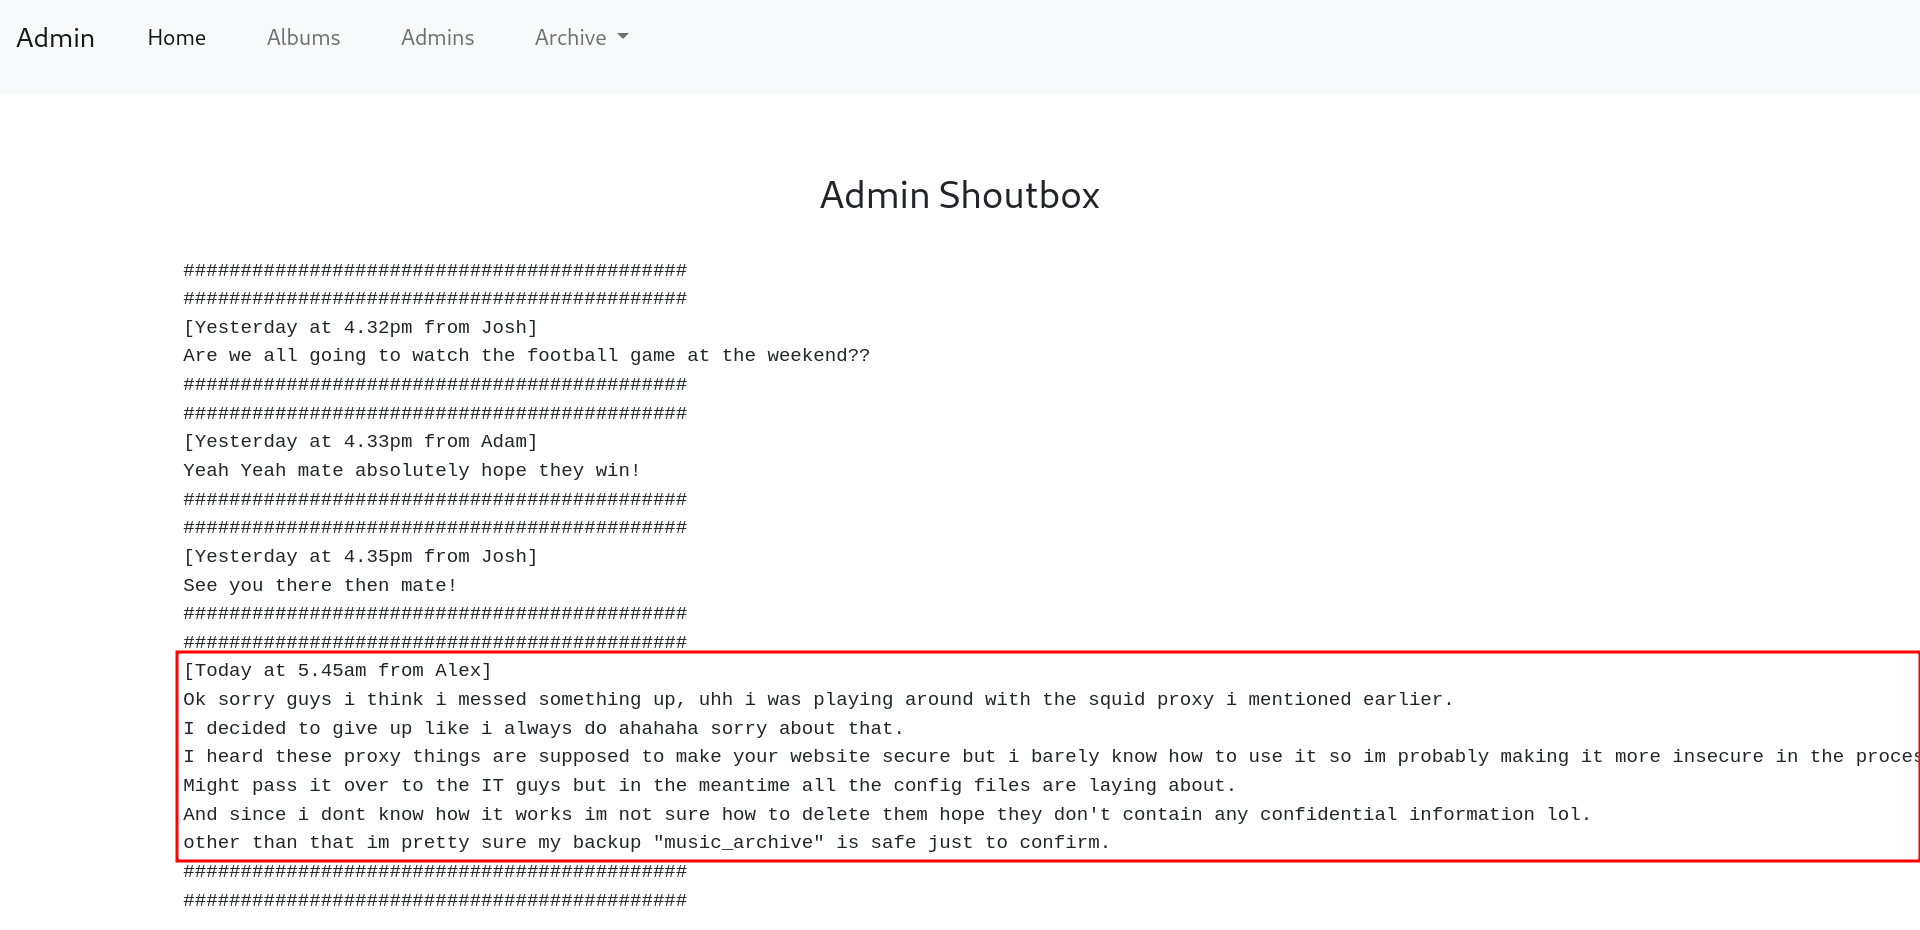 Admin Home Albums Admins Archive
Admin Shoutbox
############################################
############################################
[Yesterday at 4.32pm from Josh]
Are we all going to watch the football game at the weekend??
############################################
############################################
[Yesterday at 4.33pm from Adam]
Yeah Yeah mate absolutely hope they win!
############################################
############################################
[Yesterday at 4.35pm from Josh]
See you there then mate!
############################################
############################################
[Today at 5.45am from Alex]
Ok sorry guys i think i messed something up, uhh i was playing around with the squid proxy i mentioned earlier.
I decided to give up like i always do ahahaha sorry about that.
I heard these proxy things are supposed to make your website secure but i barely know how to use it so im probably making it more insecure in the
Might pass it over to the IT guys but in the meantime all the config files are laying about.
And since i dont know how it works im not sure how to delete them hope they don't contain any confidential information lol.
other than that im pretty sure my backup "music_archive" is safe just to confirm.
############################################
############################################